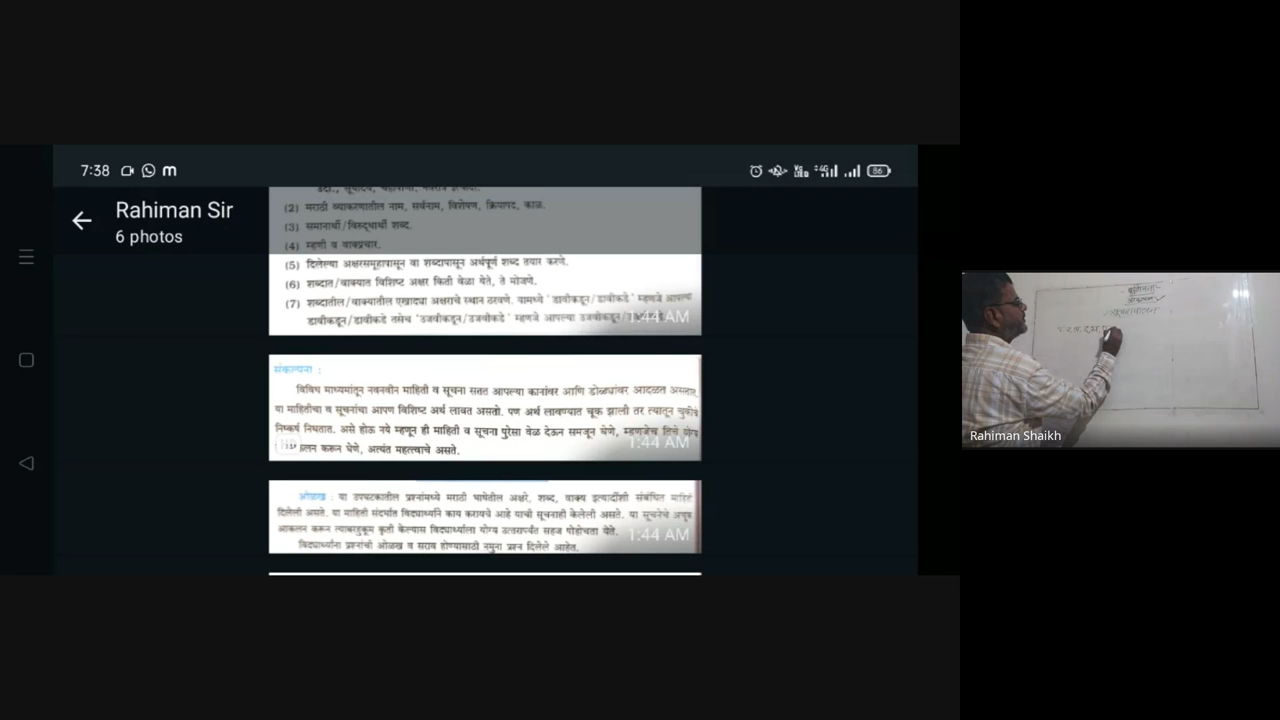 7:38
86
Rahiman Sir
6 photos
(2) मराठी व्याकरणातील नाम, सर्वनाम, विशेषण, क्रियापद, काळ.
(3) समानार्थी/विरुद्धार्थी शब्द.
(4) म्हणी व वाक्प्रचार.
(5) दिलेल्या अक्षरसमूहापासून वा शब्दापासून अर्थपूर्ण शब्द तयार करणे.
(6) शब्दात/वाक्यात विशिष्ट अक्षर किती वेळा येते, ते मोजणे.
(7) शब्दातील/वाक्यातील एखाद्या अक्षराचे स्थान ठरवणे. यामध्ये 'डावीकडून/डावीकडे' म्हणजे आपल्या
डावीकडून/डावीकडे तसेच 'उजवीकडून/उजवीकडे' म्हणजे आपल्या उजवीकडून/
1:44 AM
संकल्पना :
विविध माध्यमांतून नवनवीन माहिती व सूचना सतत आपल्या कानांवर आणि डोळ्यांवर आदळत असतात.
या माहितीचा व सूचनांचा आपण विशिष्ट अर्थ लावत असतो. पण अर्थ लावण्यात चूक झाली तर त्यातून चुकीचे
निष्कर्ष निघतात. असे होऊ नये म्हणून ही माहिती व सूचना पुरेसा वेळ देऊन समजून घेणे, म्हणजेच तिचे योग्य
कलन करून घेणे, अत्यंत महत्त्वाचे असते.
1:44 AM
ओळख : या उपघटकातील प्रश्नांमध्ये मराठी भाषेतील अक्षरे, शब्द, वाक्य इत्यादींशी संबंधित माहिती
दिलेली असते. या माहिती संदर्भात विद्यार्थ्याने काय करायचे आहे याची सूचनाही केलेली असते. या सूचनेचे अचूक
आकलन करून त्याबरहुकूम कृती केल्यास विद्यार्थ्याला योग्य उत्तरापर्यंत सहज पोहोचता येते.
विद्यार्थ्यांना प्रश्नांची ओळख व सराव होण्यासाठी नमुना प्रश्न दिलेले आहेत.
1:44 AM
Rahiman Shaikh